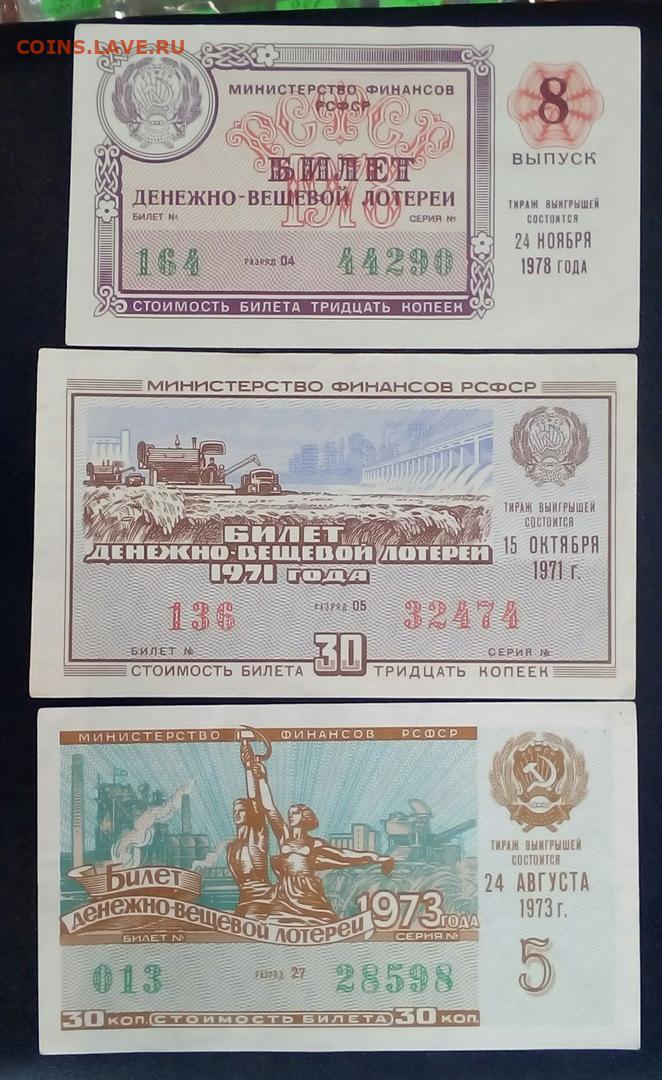 COINS.LAVE.RU
МИНИСТЕРСТВО ФИНАНСОВ
РСФСР
РСФСР
1978
БИЛЕТ
ДЕНЕЖНО-ВЕЩЕВОЙ ЛОТЕРЕИ
БИЛЕТ № СЕРИЯ №
164 РАЗРЯД 04 44290
СТОИМОСТЬ БИЛЕТА ТРИДЦАТЬ КОПЕЕК
8
ВЫПУСК
ТИРАЖ ВЫИГРЫШЕЙ
СОСТОИТСЯ
24 НОЯБРЯ
1978 ГОДА
МИНИСТЕРСТВО ФИНАНСОВ РСФСР
БИЛЕТ
ДЕНЕЖНО-ВЕЩЕВОЙ ЛОТЕРЕИ
1971 ГОДА
136 РАЗРЯД 05 32474
БИЛЕТ № 30 СЕРИЯ №
СТОИМОСТЬ БИЛЕТА ТРИДЦАТЬ КОПЕЕК
ТИРАЖ ВЫИГРЫШЕЙ
СОСТОИТСЯ
15 ОКТЯБРЯ
1971 г.
МИНИСТЕРСТВО ФИНАНСОВ РСФСР
Билет
денежно-вещевой лотереи 1973 ГОДА
БИЛЕТ № СЕРИЯ №
013 РАЗРЯД 27 28598
30 КОП. СТОИМОСТЬ БИЛЕТА 30 КОП.
ТИРАЖ ВЫИГРЫШЕЙ
СОСТОИТСЯ
24 АВГУСТА
1973 г.
5